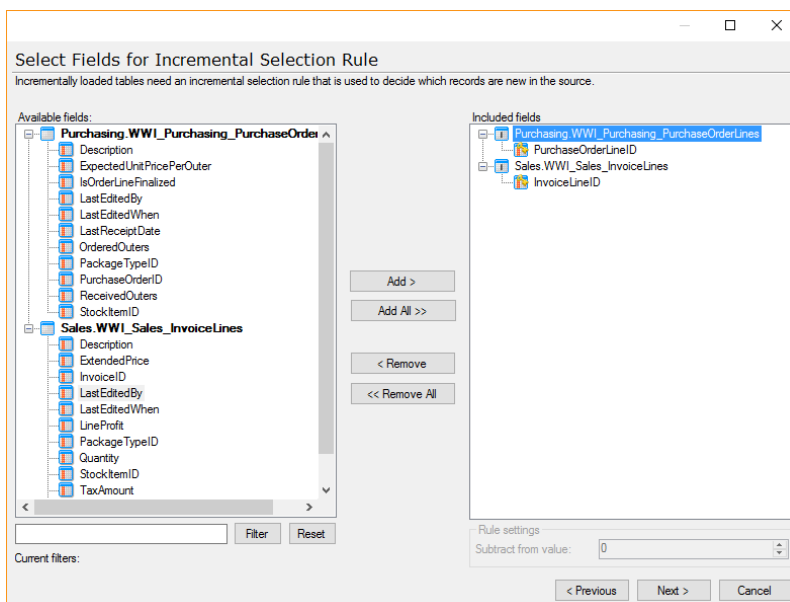 Select Fields for Incremental Selection Rule
Incrementally loaded tables need an incremental selection rule that is used to decide which records are new in the source.
Available fields:
Purchasing.WWI_Purchasing_PurchaseOrder
Description
ExpectedUnitPricePerOuter
IsOrderLineFinalized
LastEditedBy
LastEditedWhen
LastReceiptDate
OrderedOuters
PackageTypeID
PurchaseOrderID
ReceivedOuters
StockItemID
Sales.WWI_Sales_InvoiceLines
Description
ExtendedPrice
InvoiceID
LastEditedBy
LastEditedWhen
LineProfit
PackageTypeID
Quantity
StockItemID
TaxAmount
Filter
Reset
Current filters:
Add >
Add All >>
< Remove
<< Remove All
Included fields
Purchasing.WWI_Purchasing_PurchaseOrderLines
PurchaseOrderLineID
Sales.WWI_Sales_InvoiceLines
InvoiceLineID
Rule settings
Subtract from value: 0
< Previous
Next >
Cancel